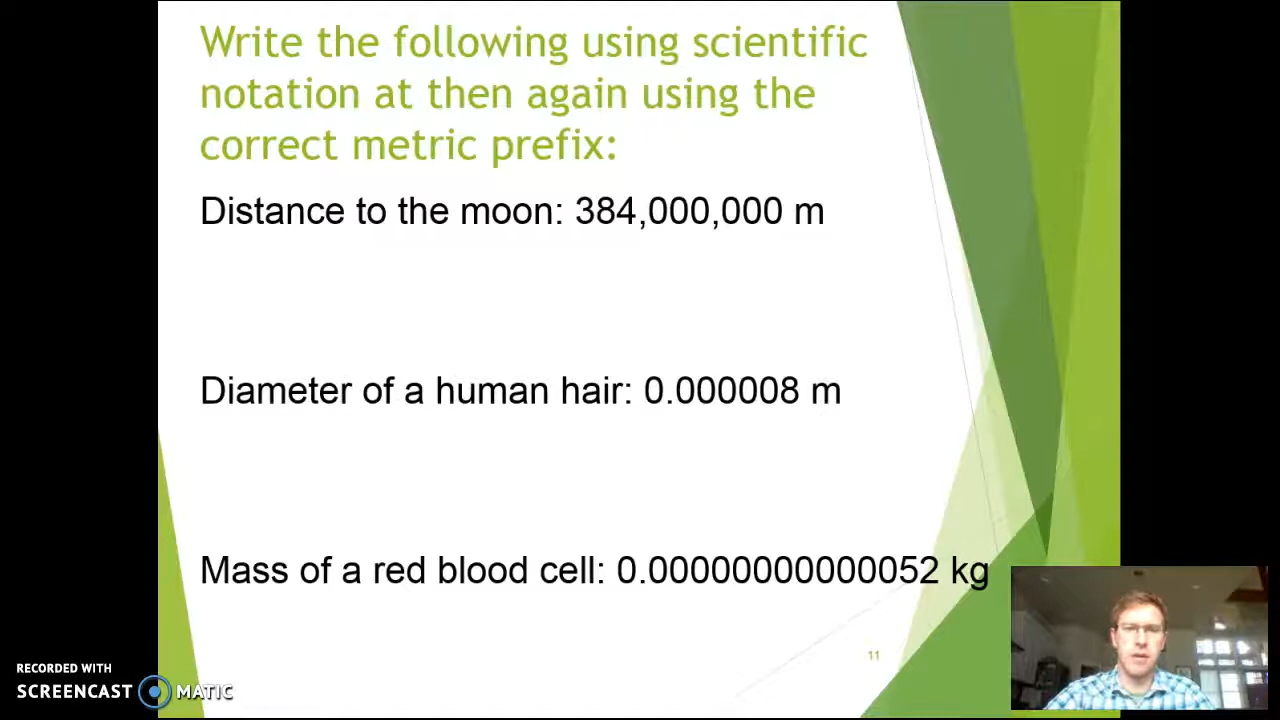 Write the following using scientific
notation at then again using the
correct metric prefix:
Distance to the moon: 384,000,000 m
Diameter of a human hair: 0.000008 m
Mass of a red blood cell: 0.00000000000052 kg
11
RECORDED WITH
SCREENCAST MATIC